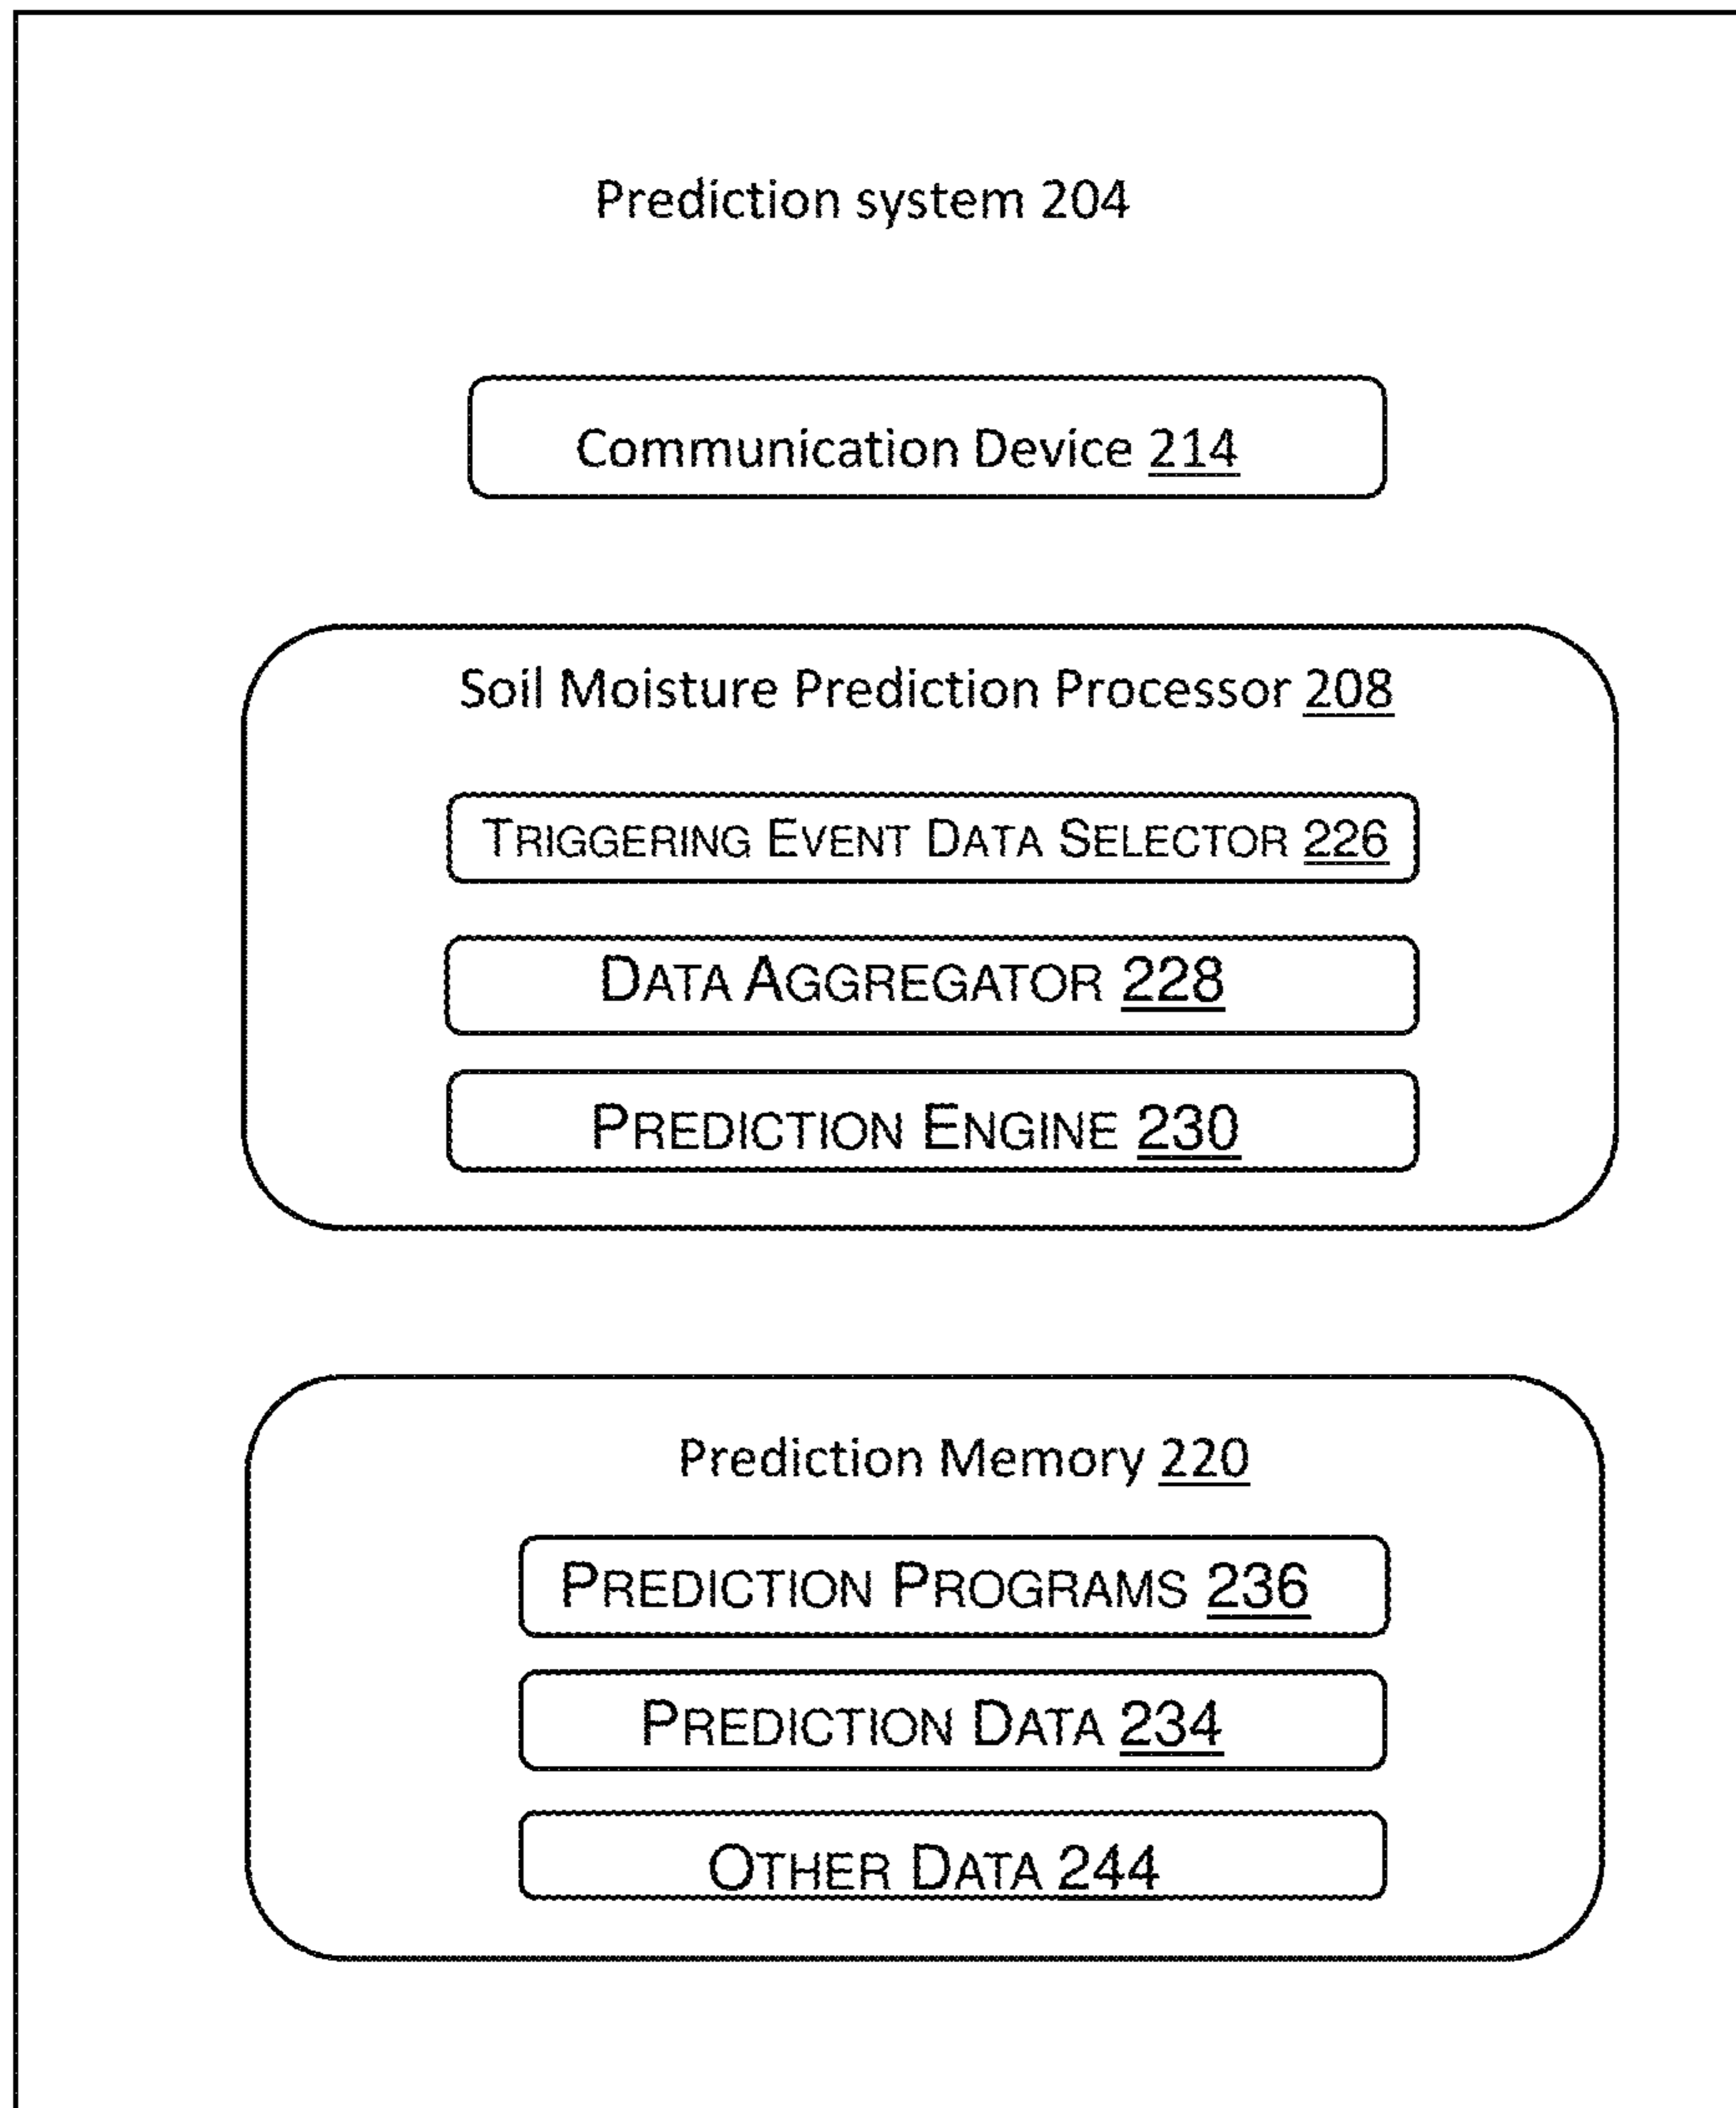 Prediction system 204
Communication Device 214
Soil Moisture Prediction Processor 208
TRIGGERING EVENT DATA SELECTOR 226
DATA AGGREGATOR 228
PREDICTION ENGINE 230
Prediction Memory 220
PREDICTION PROGRAMS 236
PREDICTION DATA 234
OTHER DATA 244